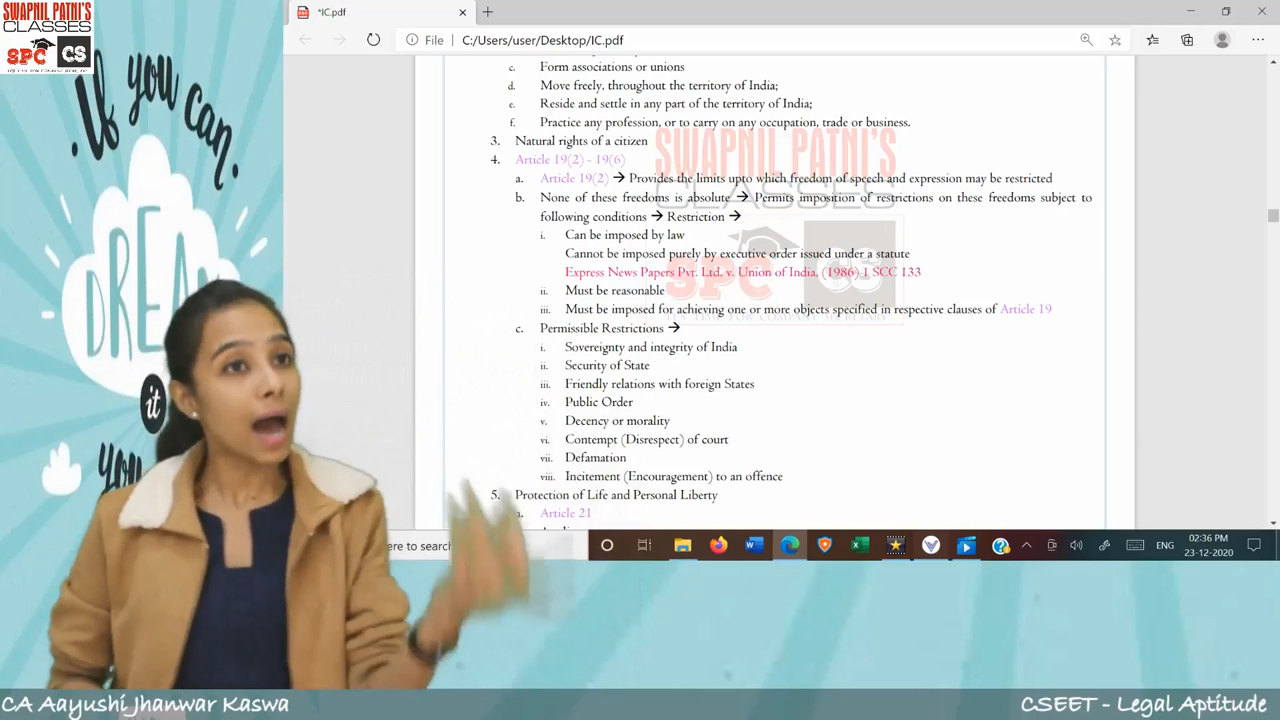 SWAPNIL PATNI'S
CLASSES
SPC CS
If you can.
DREA
it
you
*IC.pdf
File C:/Users/user/Desktop/IC.pdf
c. Form associations or unions
d. Move freely, throughout the territory of India;
e. Reside and settle in any part of the territory of India;
f. Practice any profession, or to carry on any occupation, trade or business.
3. Natural rights of a citizen
4. Article 19(2) - 19(6)
a. Article 19(2) → Provides the limits upto which freedom of speech and expression may be restricted
b. None of these freedoms is absolute → Permits imposition of restrictions on these freedoms subject to
following conditions → Restriction →
i. Can be imposed by law
Cannot be imposed purely by executive order issued under a statute
Express News Papers Pvt. Ltd. v. Union of India, (1986) 1 SCC 133
ii. Must be reasonable
iii. Must be imposed for achieving one or more objects specified in respective clauses of Article 19
c. Permissible Restrictions →
i. Sovereignty and integrity of India
ii. Security of State
iii. Friendly relations with foreign States
iv. Public Order
v. Decency or morality
vi. Contempt (Disrespect) of court
vii. Defamation
viii. Incitement (Encouragement) to an offence
5. Protection of Life and Personal Liberty
a. Article 21
SWAPNIL PATNI'S
CLASSES
SPC CS
ere to search
ENG
02:36 PM
23-12-2020
CA Aayushi Jhanwar Kaswa
CSEET - Legal Aptitude